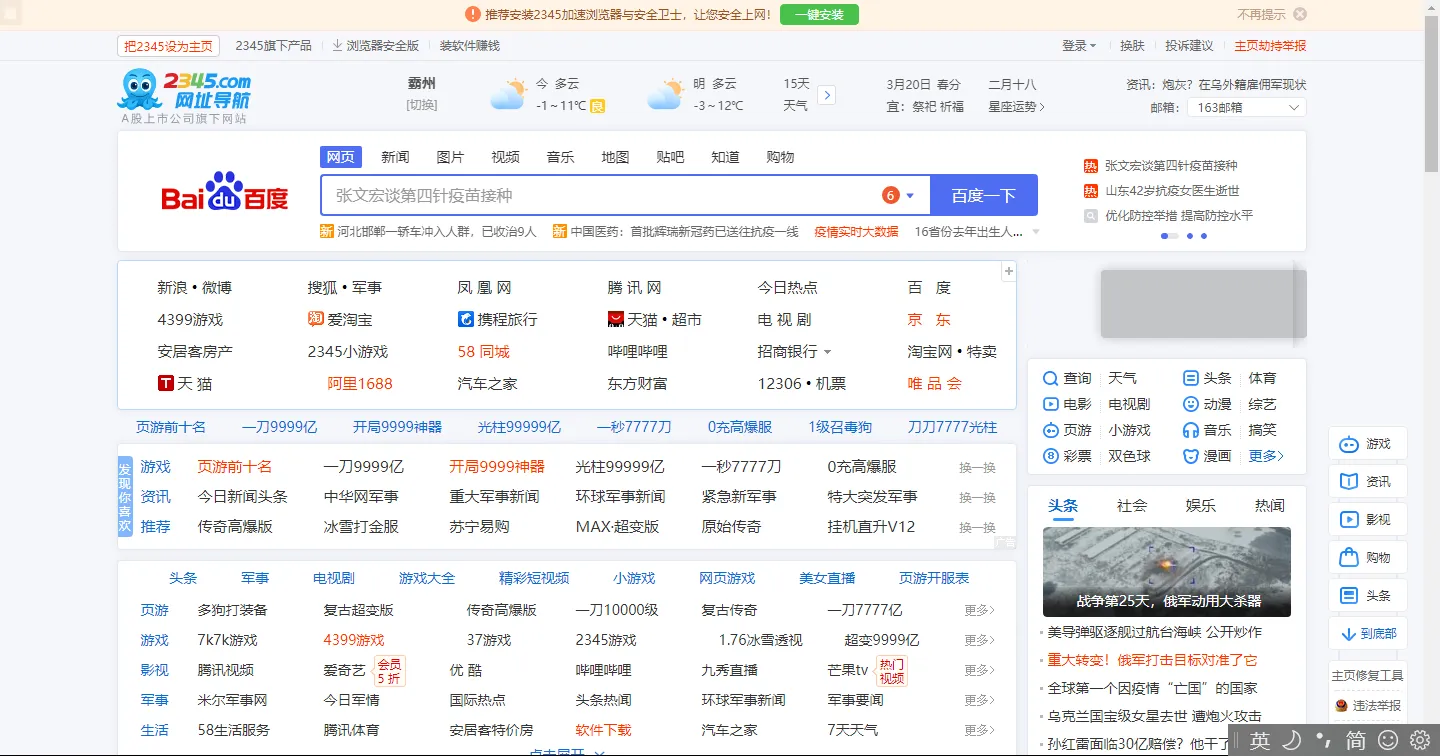 推荐安装2345加速浏览器与安全卫士，让您安全上网！ 一键安装 不再提示
把2345设为主页 2345旗下产品 浏览器安全版 装软件赚钱 登录 换肤 投诉建议 主页劫持举报
2345.com 网址导航 A股上市公司旗下网站
霸州 [切换]
今 多云 -1～11℃ 良
明 多云 -3～12℃
15天 天气
3月20日 春分 二月十八
宜：祭祀 祈福 星座运势
资讯：炮灰？在乌外籍雇佣军现状
邮箱： 163邮箱
Bai du 百度
网页 新闻 图片 视频 音乐 地图 贴吧 知道 购物
张文宏谈第四针疫苗接种 6 百度一下
新 河北邯郸一轿车冲入人群，已收治9人 新 中国医药：首批辉瑞新冠药已送往抗疫一线 疫情实时大数据 16省份去年出生人...
热 张文宏谈第四针疫苗接种
热 山东42岁抗疫女医生逝世
优化防控举措 提高防控水平
新浪 • 微博 搜狐 • 军事 凤 凰 网 腾 讯 网 今日热点 百 度
4399游戏 淘 爱淘宝 携程旅行 天猫 • 超市 电 视 剧 京 东
安居客房产 2345小游戏 58 同城 哔哩哔哩 招商银行 淘宝网 • 特卖
T 天 猫 阿里1688 汽车之家 东方财富 12306 • 机票 唯 品 会
页游前十名 一刀9999亿 开局9999神器 光柱99999亿 一秒7777刀 0充高爆服 1级召毒狗 刀刀7777光柱
发现你喜欢
游戏 页游前十名 一刀9999亿 开局9999神器 光柱99999亿 一秒7777刀 0充高爆服 换一换
资讯 今日新闻头条 中华网军事 重大军事新闻 环球军事新闻 紧急新军事 特大突发军事 换一换
推荐 传奇高爆版 冰雪打金服 苏宁易购 MAX·超变版 原始传奇 挂机直升V12 换一换
广告
头条 军事 电视剧 游戏大全 精彩短视频 小游戏 网页游戏 美女直播 页游开服表
页游 多狗打装备 复古超变版 传奇高爆版 一刀10000级 复古传奇 一刀7777亿 更多
游戏 7k7k游戏 4399游戏 37游戏 2345游戏 1.76冰雪透视 超变9999亿 更多
影视 腾讯视频 爱奇艺 会员5折 优 酷 哔哩哔哩 九秀直播 芒果tv 热门视频 更多
军事 米尔军事网 今日军情 国际热点 头条热闻 环球军事新闻 军事要闻 更多
生活 58生活服务 腾讯体育 安居客特价房 软件下载 汽车之家 7天天气 更多
点击展开
查询 天气 头条 体育
电影 电视剧 动漫 综艺
页游 小游戏 音乐 搞笑
彩票 双色球 漫画 更多
头条 社会 娱乐 热闻
战争第25天，俄军动用大杀器
美导弹驱逐舰过航台海峡 公开炒作
重大转变！俄军打击目标对准了它
全球第一个因疫情“亡国”的国家
乌克兰国宝级女星去世 遭炮火攻击
孙红雷面临30亿赔偿？他干了
游戏
资讯
影视
购物
头条
到底部
主页修复工具
违法举报
英 简